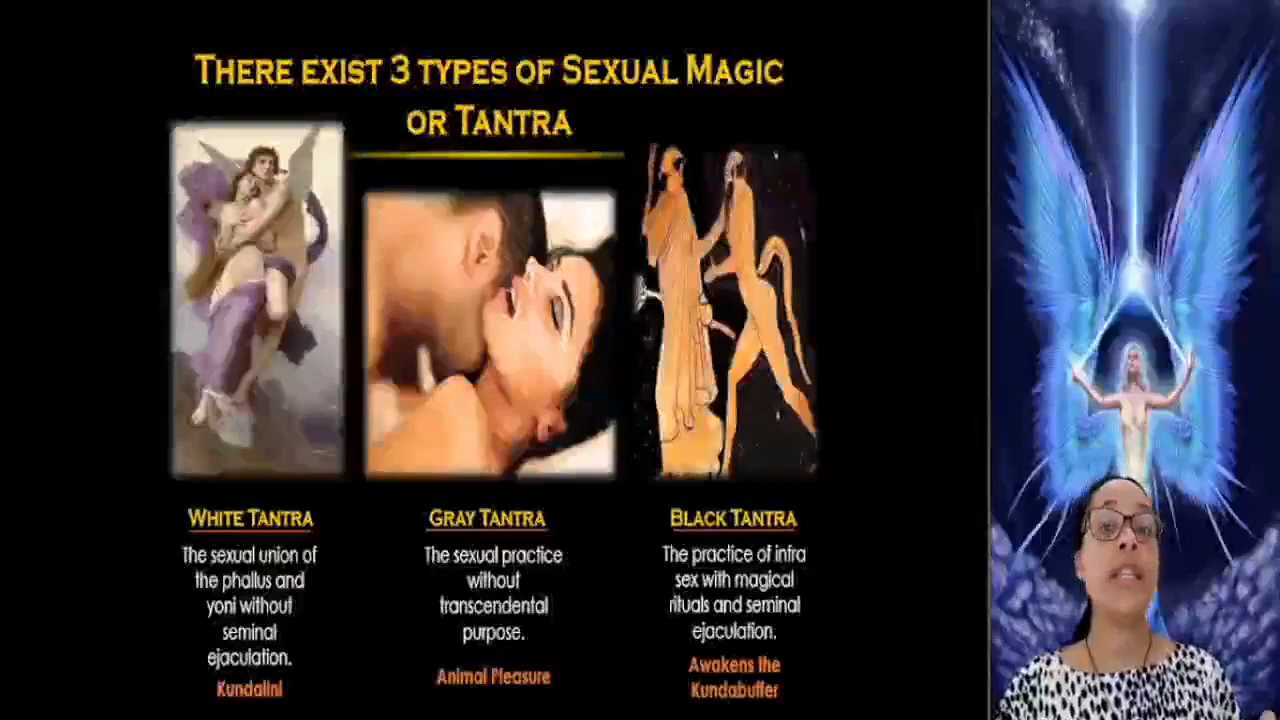 THERE EXIST 3 TYPES OF SEXUAL MAGIC
OR TANTRA
WHITE TANTRA
The sexual union of
the phallus and
yoni without
seminal
ejaculation.
Kundalini
GRAY TANTRA
The sexual practice
without
transcendental
purpose.
Animal Pleasure
BLACK TANTRA
The practice of infra
sex with magical
rituals and seminal
ejaculation.
Awakens the
Kundabuffer